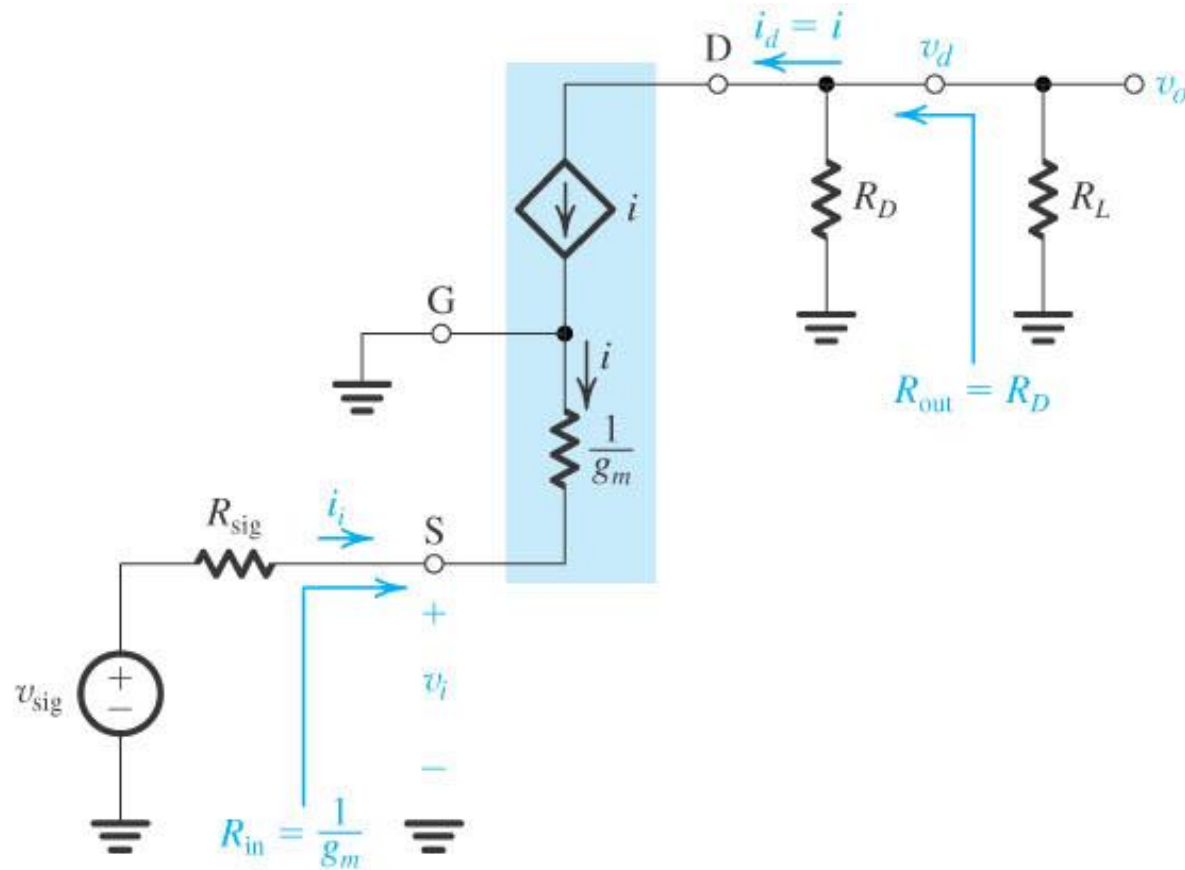 i_d = i
D
v_d
v_o
i
R_D
R_L
G
i
R_out = R_D
1/g_m
R_sig
i_i
S
+
v_sig
+
−
v_i
−
R_in = 1/g_m